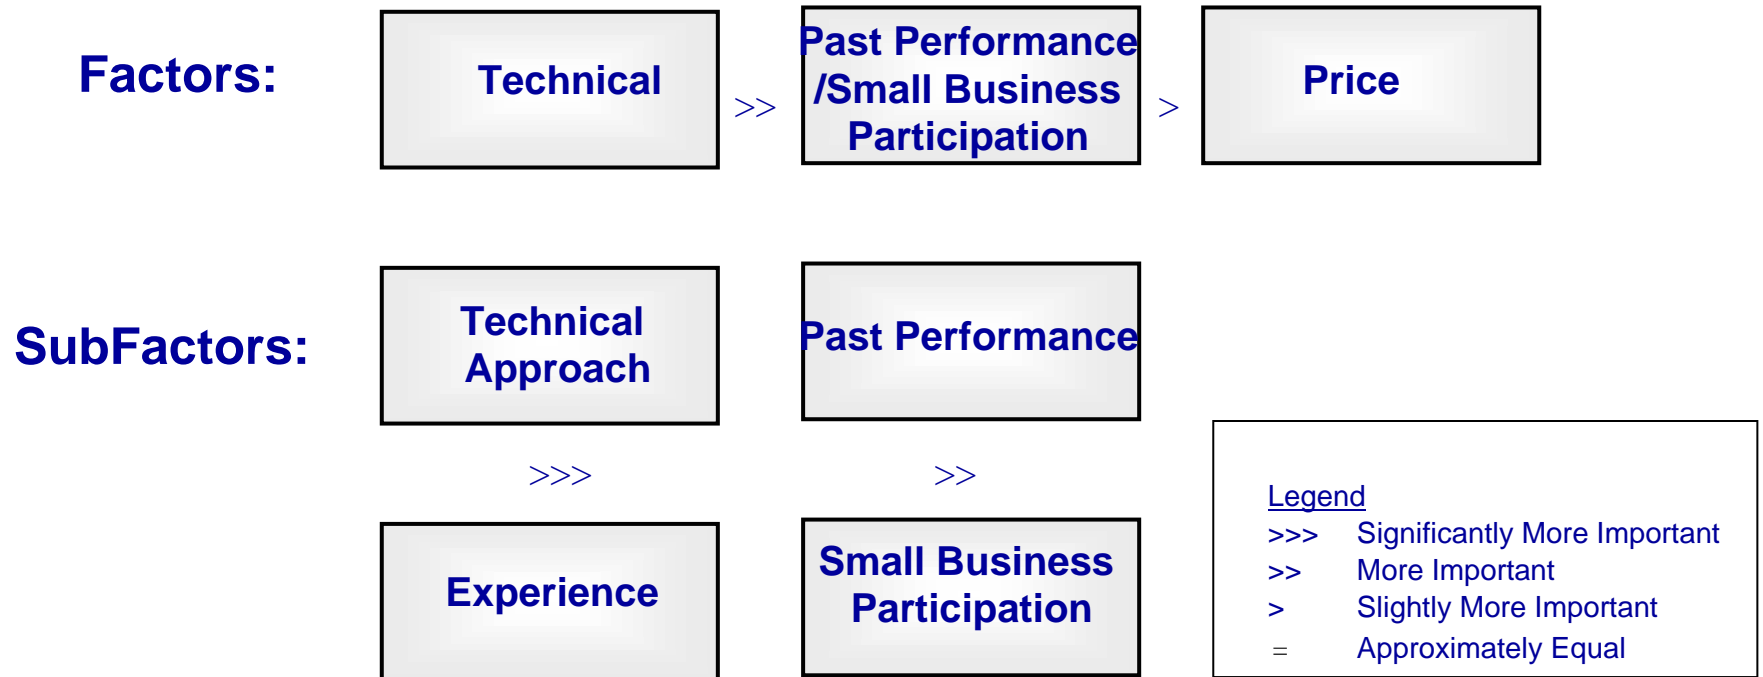 Factors:
Technical
>>
Past Performance
/Small Business
Participation
>
Price
SubFactors:
Technical
Approach
Past Performance
>>>
>>
Experience
Small Business
Participation
Legend
>>> Significantly More Important
>> More Important
> Slightly More Important
= Approximately Equal